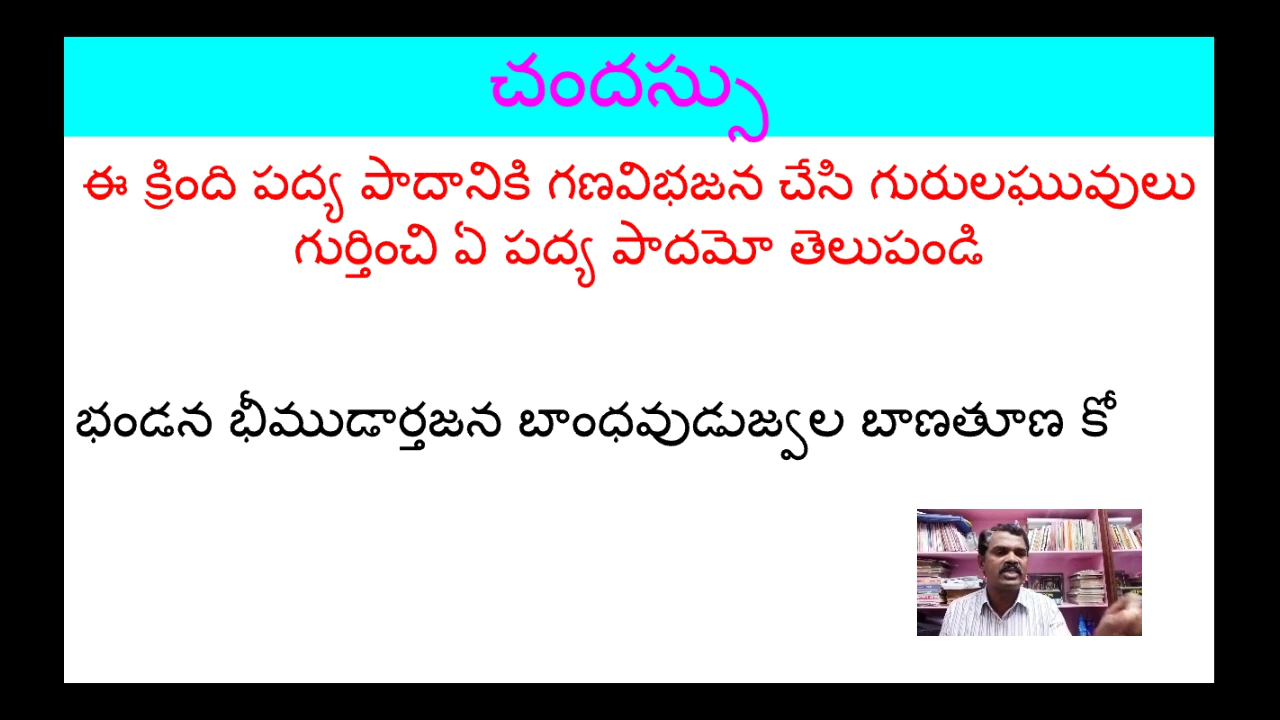 చందస్సు
ఈ క్రింది పద్య పాదానికి గణవిభజన చేసి గురులఘువులు
గుర్తించి ఏ పద్య పాదమో తెలుపండి
భండన భీముడార్తజన బాంధవుడుజ్వల బాణతూణ కో